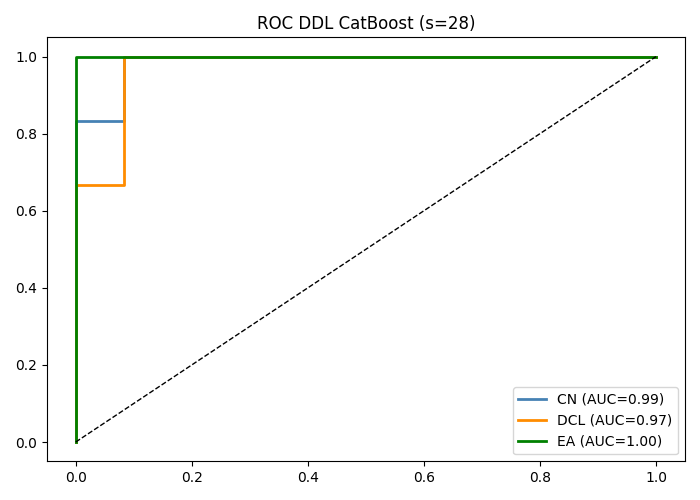 ROC DDL CatBoost (s=28)
1.0
0.8
0.6
0.4
0.2
0.0
0.0 0.2 0.4 0.6 0.8 1.0
CN (AUC=0.99)
DCL (AUC=0.97)
EA (AUC=1.00)